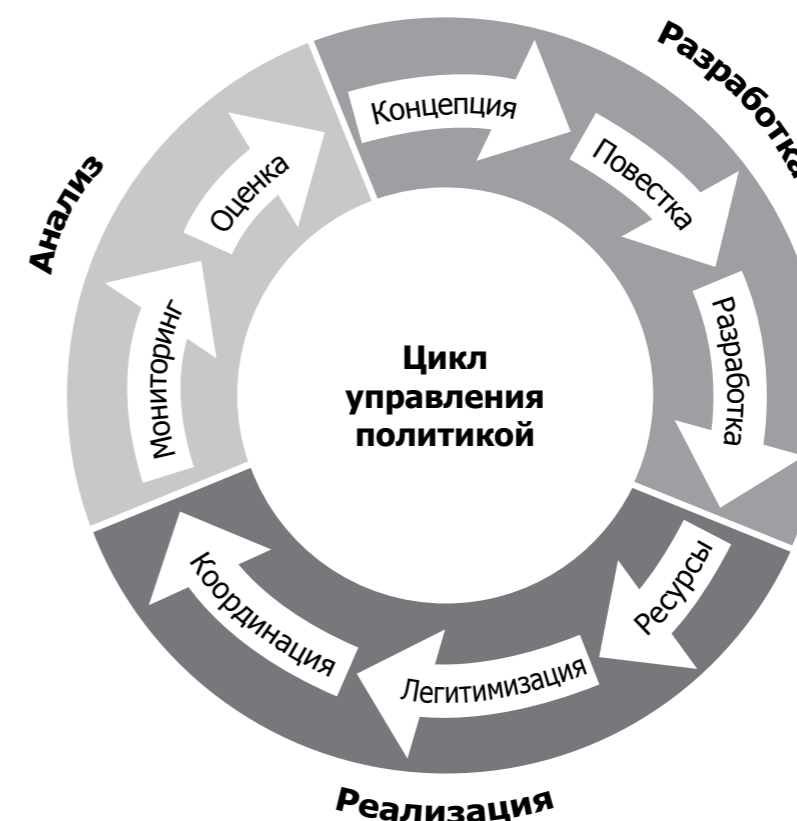 Разработка
Концепция
Повестка
Разработка
Ресурсы
Легитимизация
Координация
Реализация
Мониторинг
Оценка
Анализ
Цикл
управления
политикой